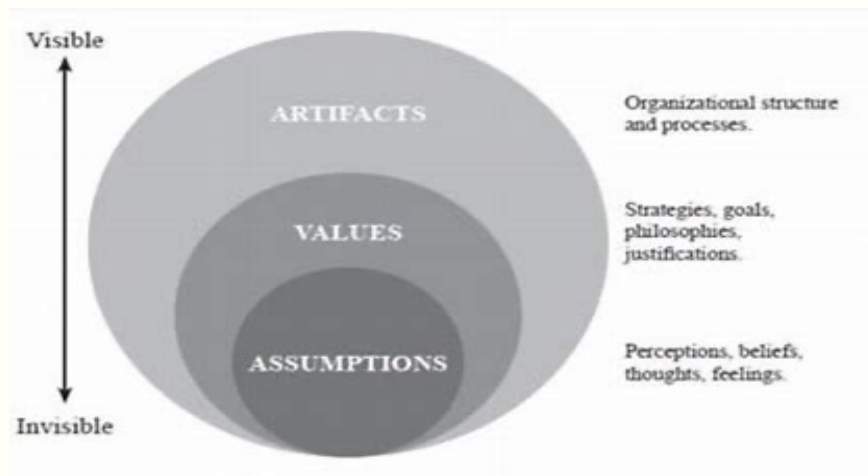 Visible
ARTIFACTS
Organizational structure
and processes.
VALUES
Strategies, goals,
philosophies,
justifications.
ASSUMPTIONS
Perceptions, beliefs,
thoughts, feelings.
Invisible